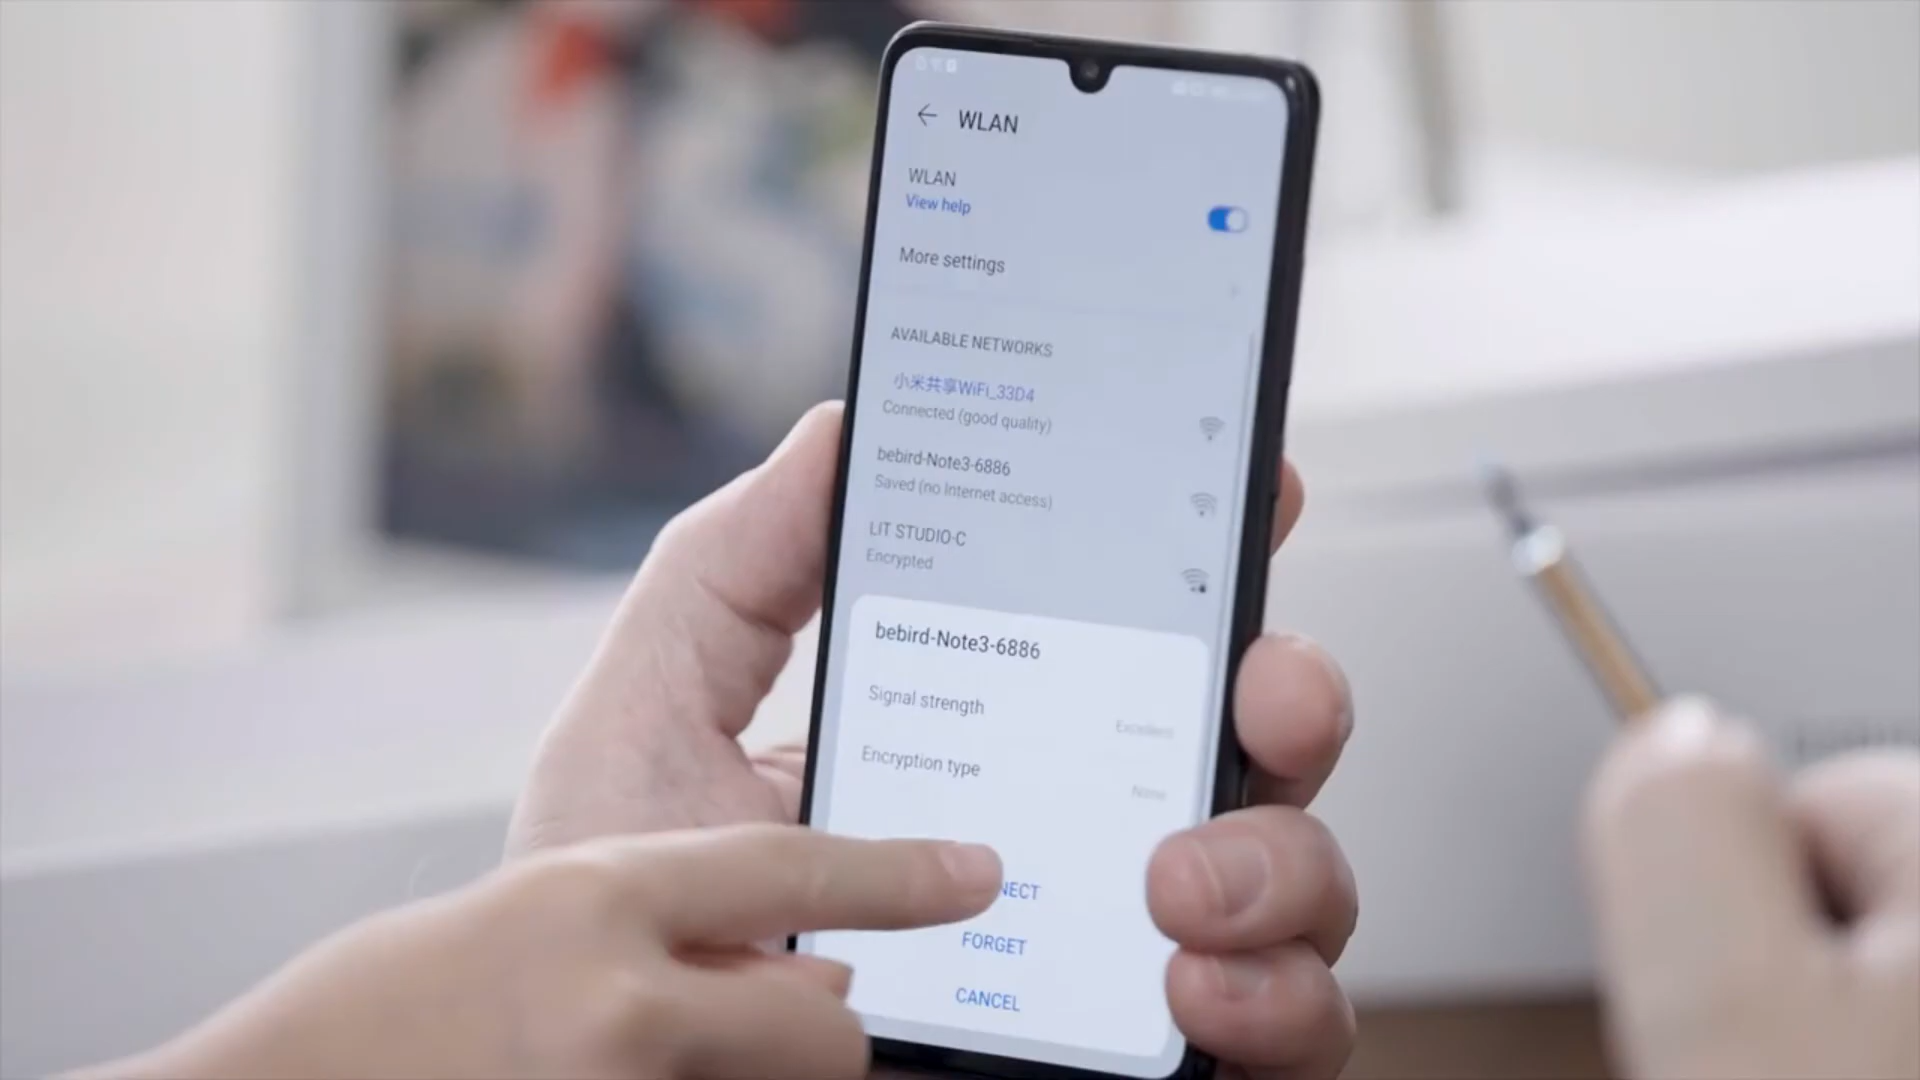 WLAN
WLAN
View help
More settings
AVAILABLE NETWORKS
小米共享WiFi_33D4
Connected (good quality)
bebird-Note3-6886
Saved (no Internet access)
LIT STUDIO-C
Encrypted
bebird-Note3-6886
Signal strength
Excellent
Encryption type
None
NECT
FORGET
CANCEL